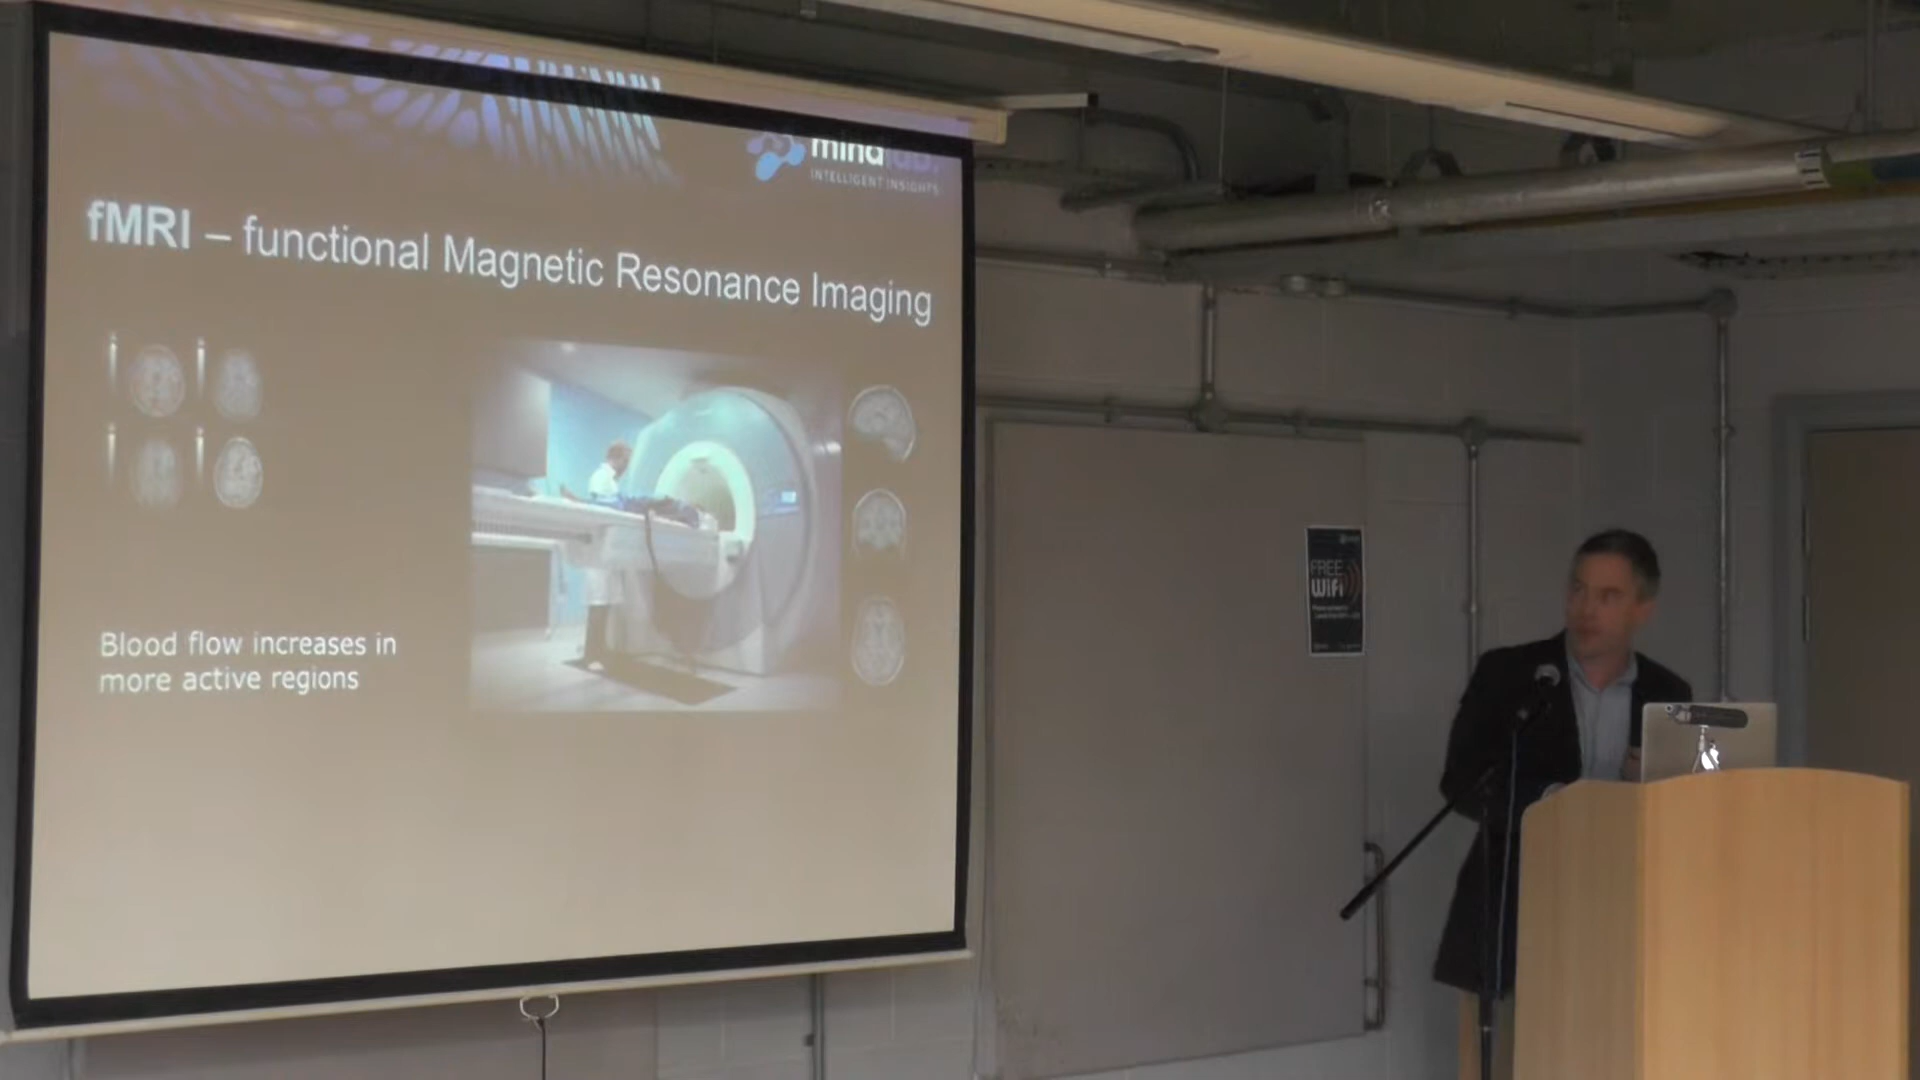 mindlab.
INTELLIGENT INSIGHTS
fMRI – functional Magnetic Resonance Imaging
Blood flow increases in
more active regions
FREE
WiFi